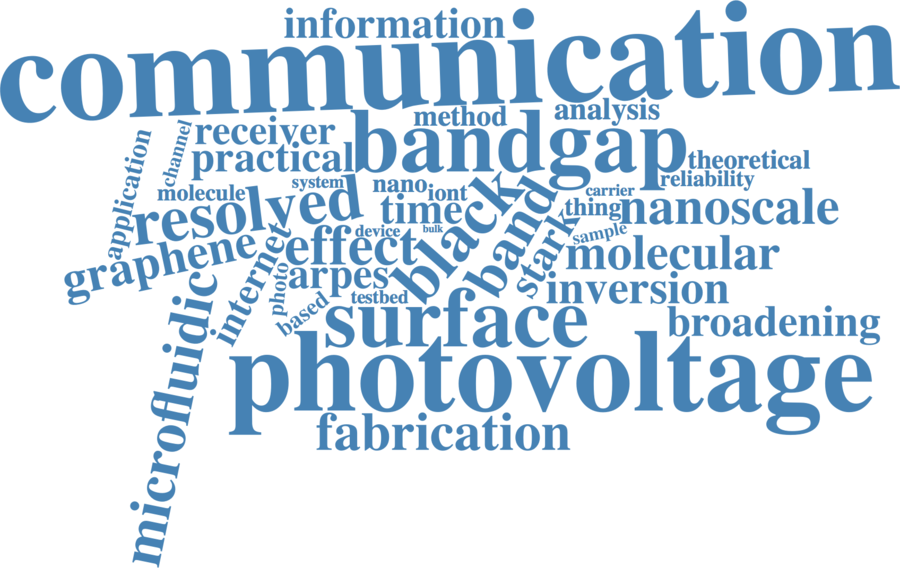 information
communication
method
analysis
receiver
bandgap
practical
theoretical
application
channel
molecule
system
nano
iont
carrier
reliability
resolved
time
black
band
thing
nanoscale
graphene
internet
effect
device
bulk
stark
sample
molecular
photo
arpes
based
testbed
inversion
surface
broadening
microfluidic
photovoltage
fabrication